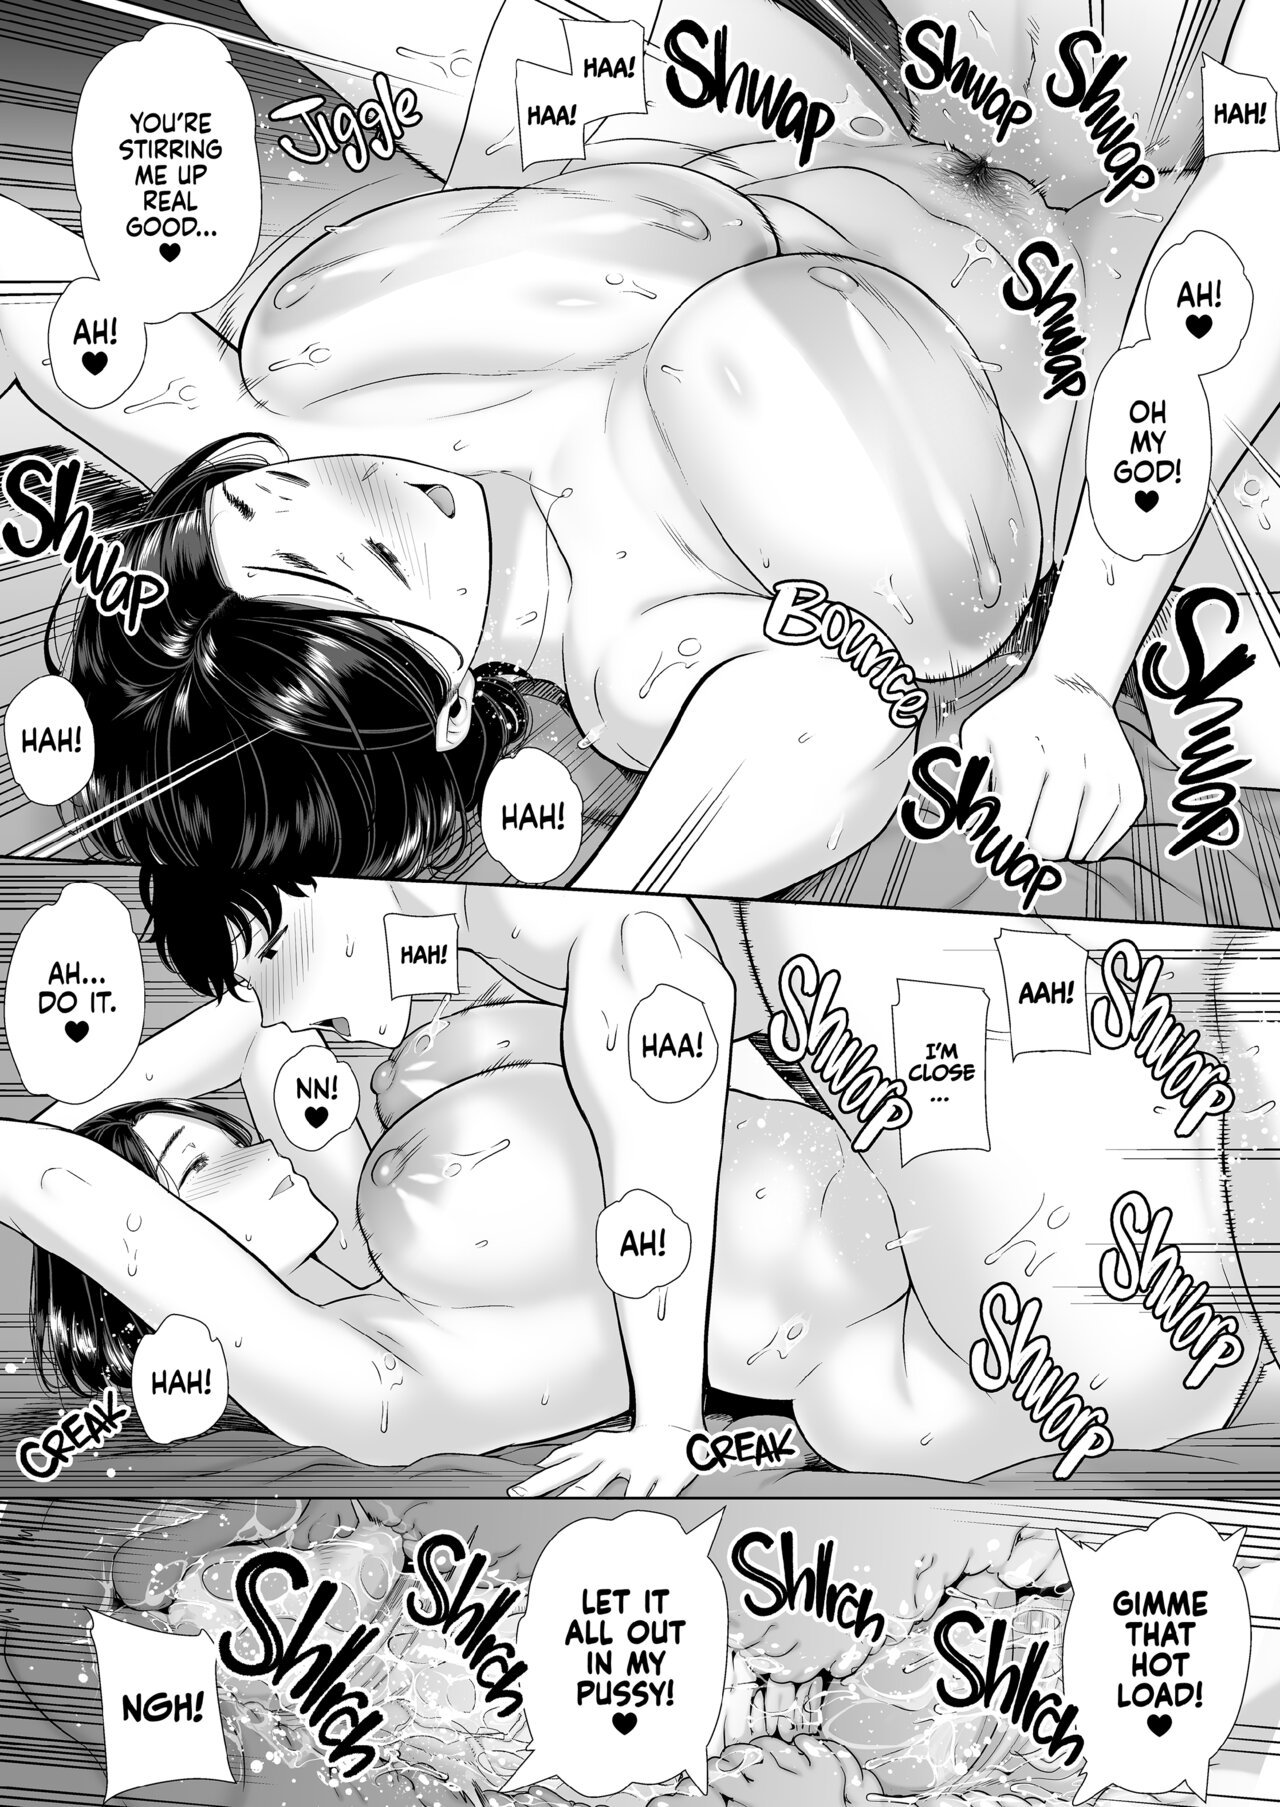 HAH!
AH!
♥
OH
MY
GOD!
♥
Shwap
Shwap
Shwap
Shwap
HAA!
HAA!
Jiggle
YOU'RE
STIRRING
ME UP
REAL
GOOD...
♥
AH!
♥
Shwap
Shwap
Bounce
Shwap
HAH!
HAH!
AAH!
I'M
CLOSE
...
Shworp
Shworp
Shworp
Shworp
HAH!
HAA!
NN!
♥
AH!
AH...
DO IT.
♥
HAH!
CREAK
CREAK
GIMME
THAT
HOT
LOAD!
♥
Shlrch
Shlrch
LET IT
ALL OUT
IN MY
PUSSY!
♥
Shlrch
Shlrch
NGH!